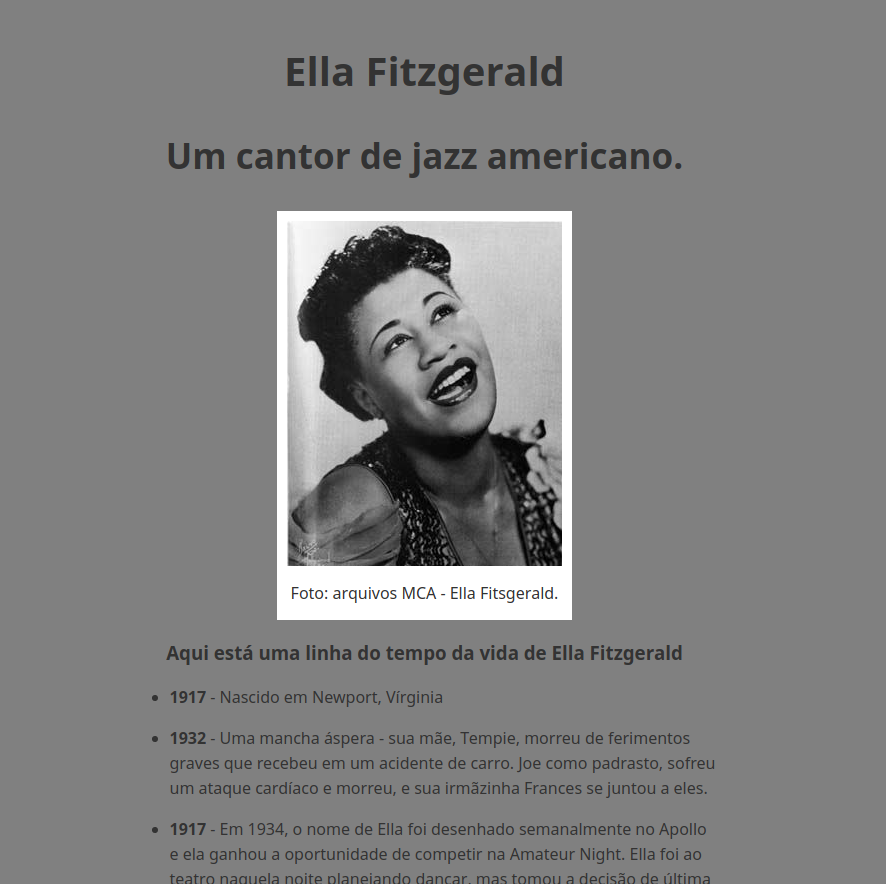 Ella Fitzgerald
Um cantor de jazz americano.
Foto: arquivos MCA - Ella Fitsgerald.
Aqui está uma linha do tempo da vida de Ella Fitzgerald
1917 - Nascido em Newport, Vírginia
1932 - Uma mancha áspera - sua mãe, Tempie, morreu de ferimentos
graves que recebeu em um acidente de carro. Joe como padrasto, sofreu
um ataque cardíaco e morreu, e sua irmãzinha Frances se juntou a eles.
1917 - Em 1934, o nome de Ella foi desenhado semanalmente no Apollo
e ela ganhou a oportunidade de competir na Amateur Night. Ella foi ao
teatro naquela noite planejando dançar, mas tomou a decisão de última